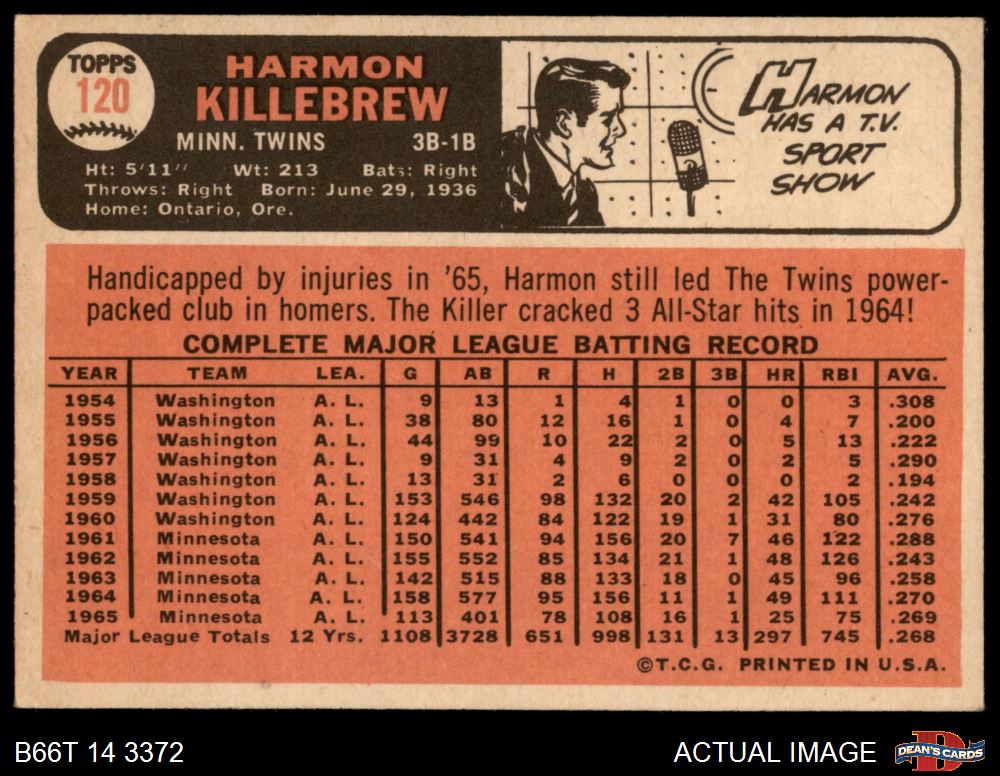 TOPPS
120
HARMON
KILLEBREW
MINN. TWINS 3B-1B
Ht: 5'11" Wt: 213 Bats: Right
Throws: Right Born: June 29, 1936
Home: Ontario, Ore.
HARMON
HAS A T.V.
SPORT
SHOW
Handicapped by injuries in '65, Harmon still led The Twins power-
packed club in homers. The Killer cracked 3 All-Star hits in 1964!
COMPLETE MAJOR LEAGUE BATTING RECORD
YEAR TEAM LEA. G AB R H 2B 3B HR RBI AVG.
1954 Washington A. L. 9 13 1 4 1 0 0 3 .308
1955 Washington A. L. 38 80 12 16 1 0 4 7 .200
1956 Washington A. L. 44 99 10 22 2 0 5 13 .222
1957 Washington A. L. 9 31 4 9 2 0 2 5 .290
1958 Washington A. L. 13 31 2 6 0 0 0 2 .194
1959 Washington A. L. 153 546 98 132 20 2 42 105 .242
1960 Washington A. L. 124 442 84 122 19 1 31 80 .276
1961 Minnesota A. L. 150 541 94 156 20 7 46 122 .288
1962 Minnesota A. L. 155 552 85 134 21 1 48 126 .243
1963 Minnesota A. L. 142 515 88 133 18 0 45 96 .258
1964 Minnesota A. L. 158 577 95 156 11 1 49 111 .270
1965 Minnesota A. L. 113 401 78 108 16 1 25 75 .269
Major League Totals 12 Yrs. 1108 3728 651 998 131 13 297 745 .268
©T.C.G. PRINTED IN U.S.A.
B66T 14 3372 ACTUAL IMAGE DEAN'S CARDS